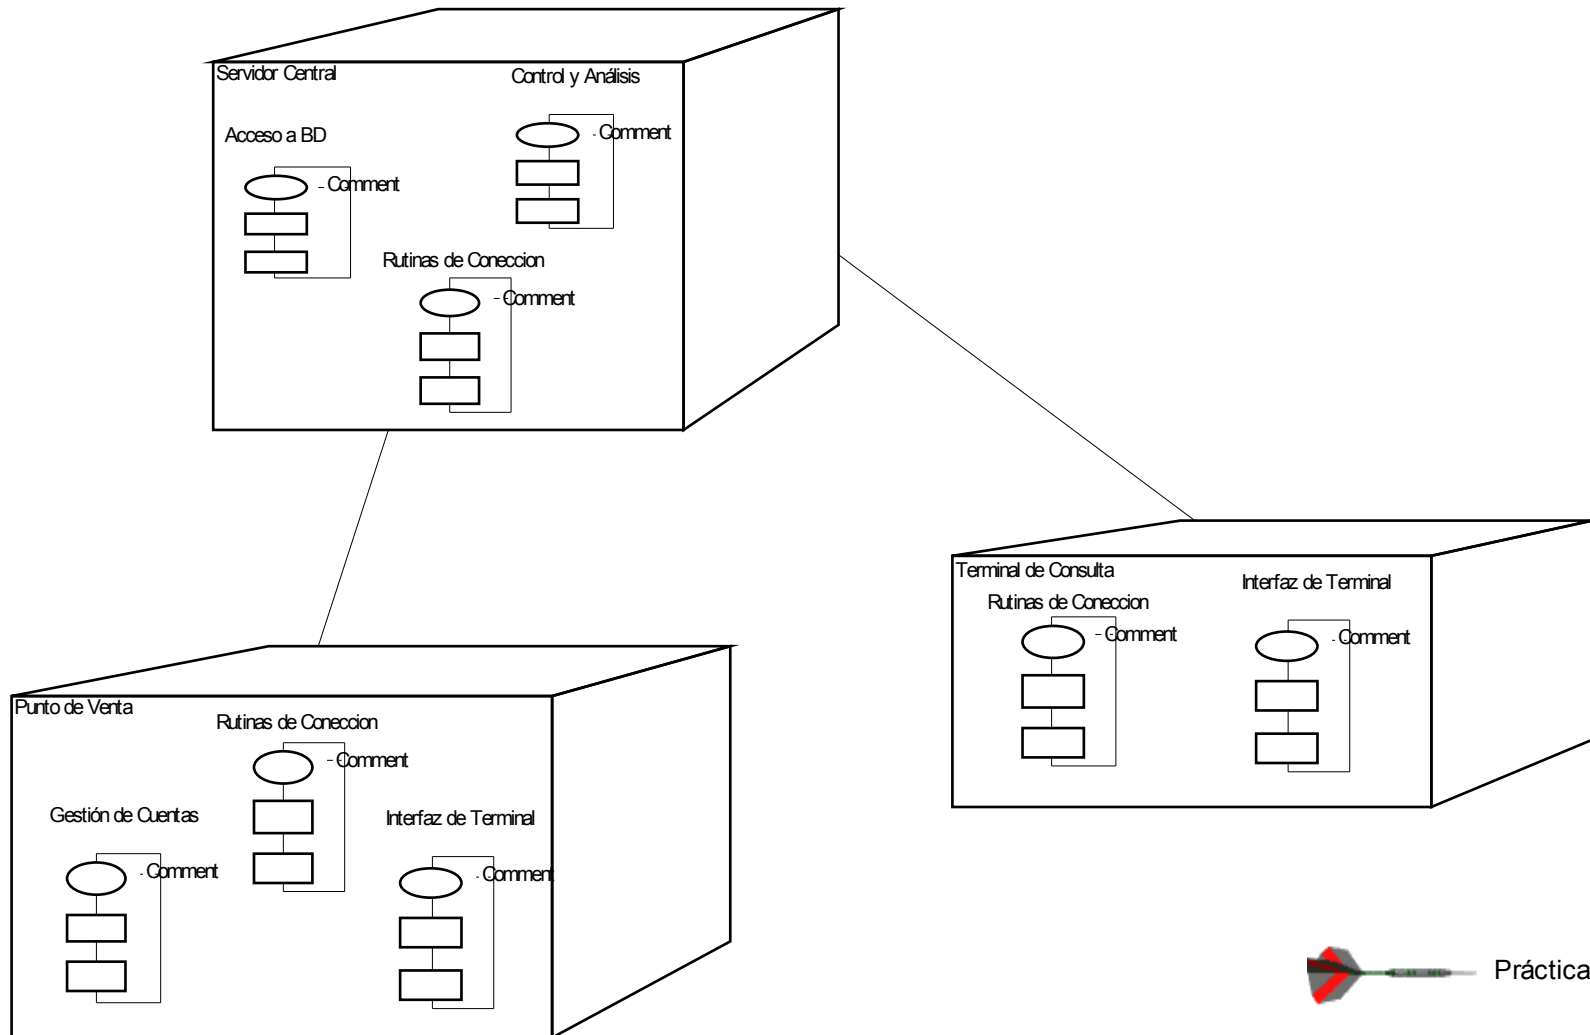 Servidor Central
Control y Análisis
Comment
Acceso a BD
Comment
Rutinas de Coneccion
Comment
Terminal de Consulta
Interfaz de Terminal
Rutinas de Coneccion
Comment
Comment
Punto de Venta
Rutinas de Coneccion
Comment
Gestión de Cuentas
Interfaz de Terminal
Comment
Comment
Práctica